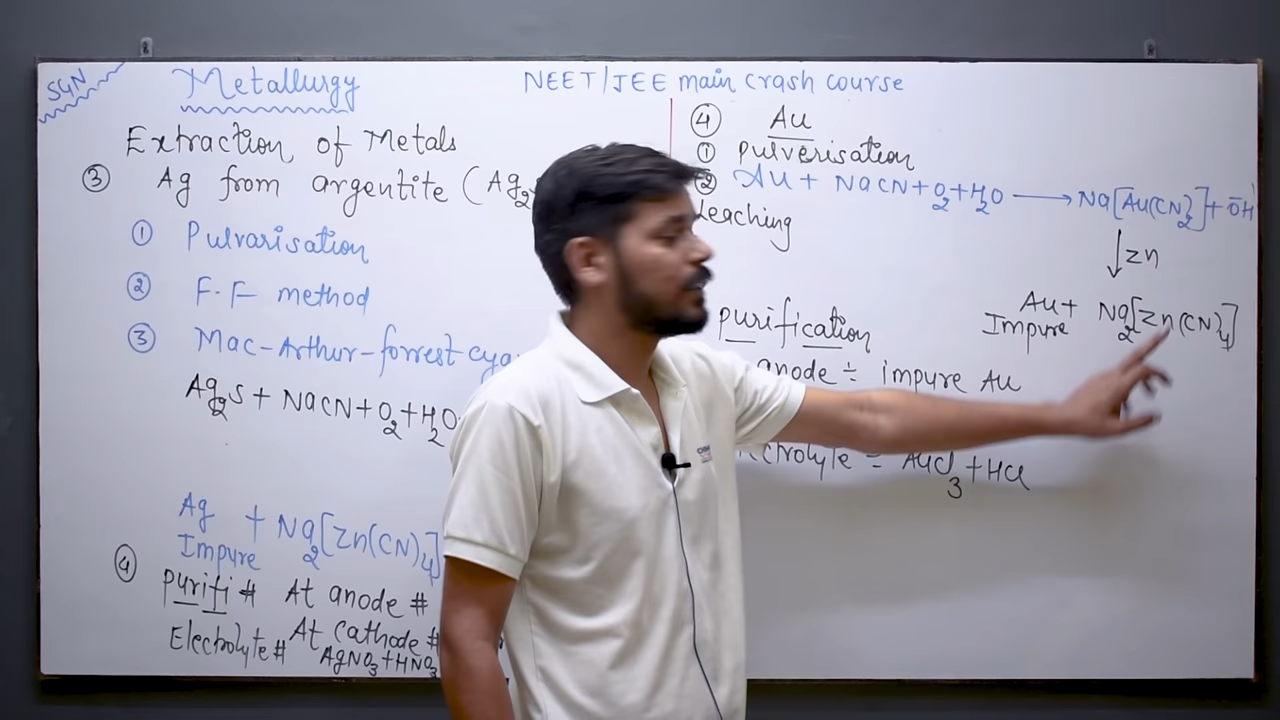 SGN
Metallurgy
NEET/JEE main crash course
Extraction of Metals
③ Ag from argentite (Ag2
① Pulvarisation
② F.F method
③ Mac-Arthur-forrest
Ag2S + NaCN + O2 + H2O
Ag + Na2[Zn(CN)4]
Impure
④ purifi # At anode #
At cathode #
Electrolyte # AgNO3 + HNO3
④ Au
① pulverisation
② Au + NaCN + O2 + H2O → Na[Au(CN)2] + OH
Leaching
↓ Zn
Au + Na2[Zn(CN)4]
Impure
purification
anode ÷ impure Au
AuCl3 + HCl